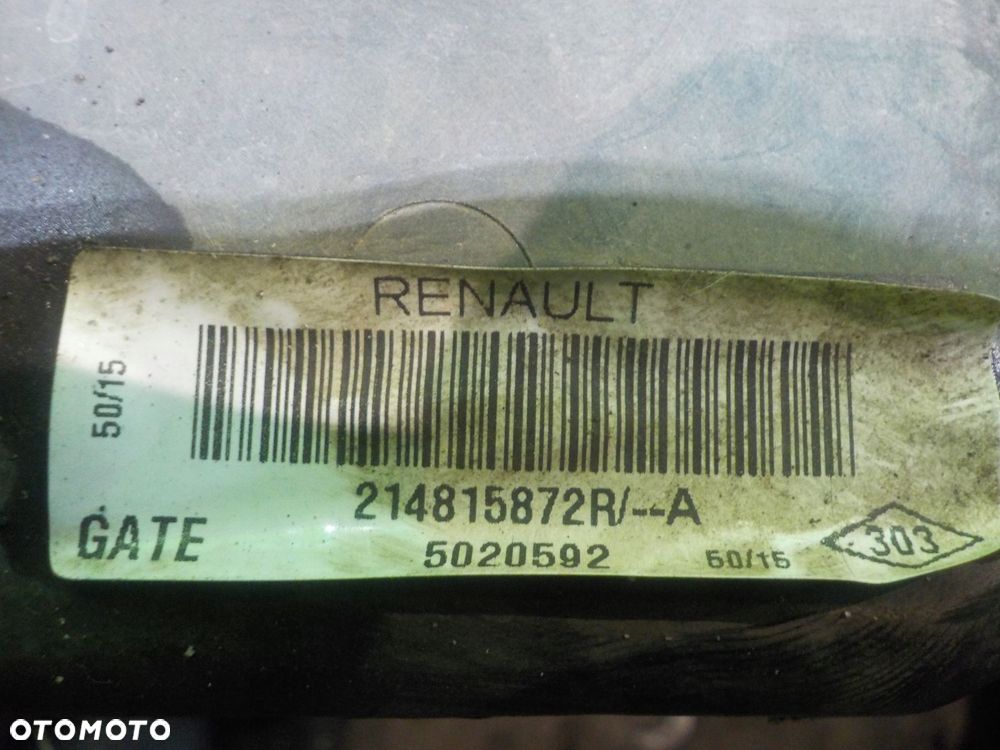 RENAULT
50/15
214815872R/--A
GATE
5020592
50/15
303
OTOMOTO